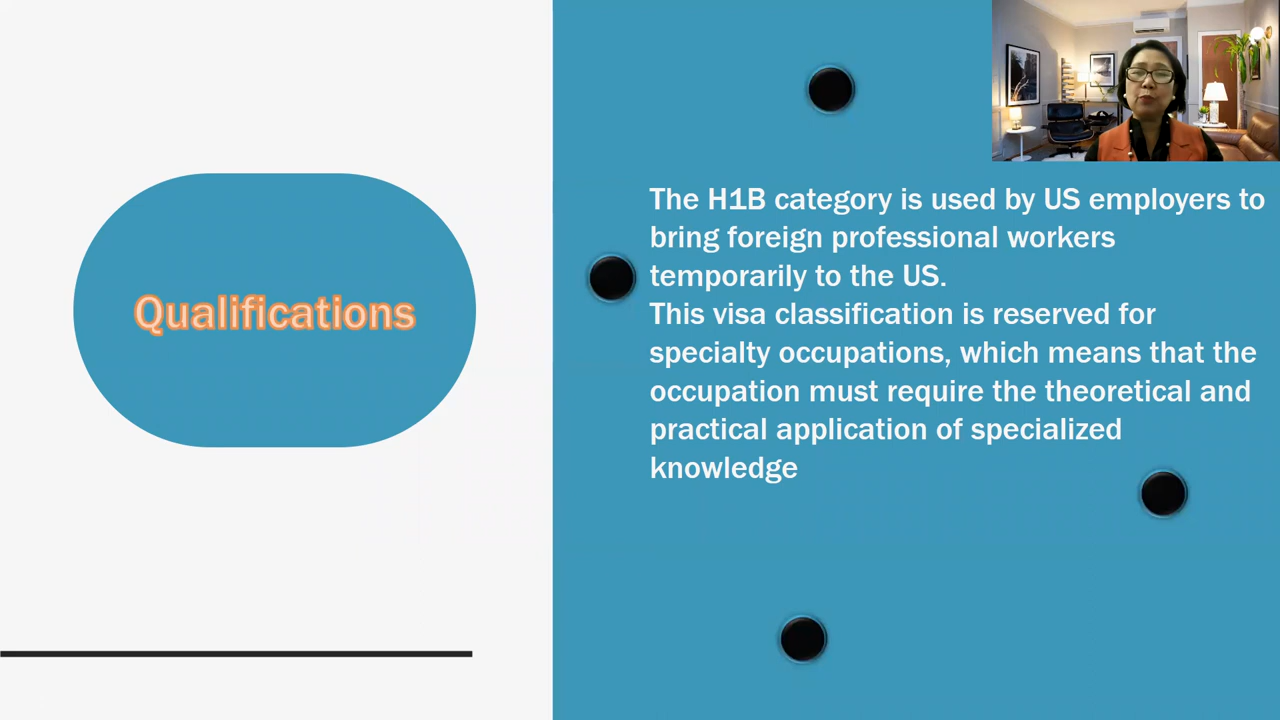 Qualifications
The H1B category is used by US employers to
bring foreign professional workers
temporarily to the US.
This visa classification is reserved for
specialty occupations, which means that the
occupation must require the theoretical and
practical application of specialized
knowledge